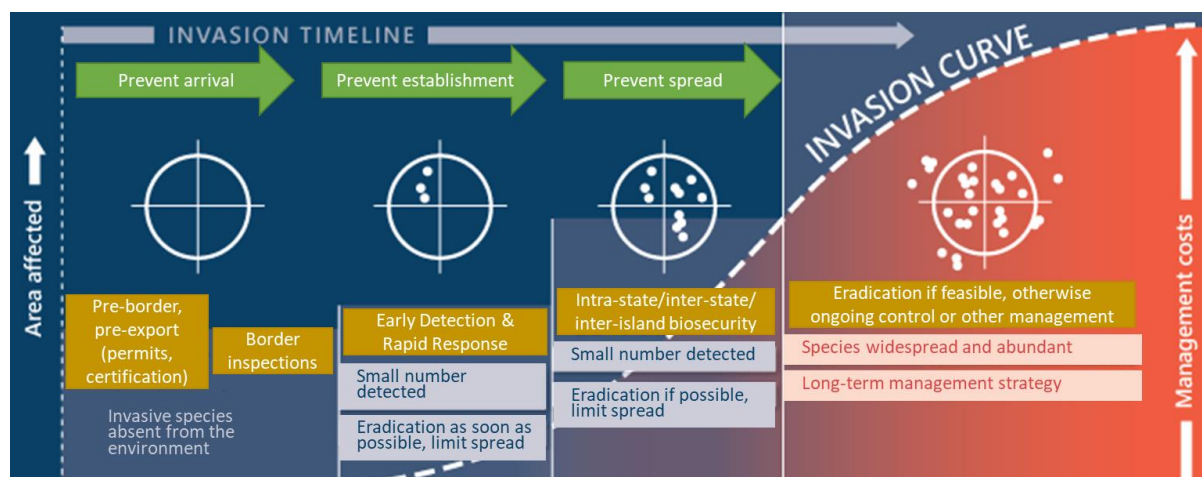 INVASION TIMELINE
Prevent arrival
Prevent establishment
Prevent spread
INVASION CURVE
Area affected
Management costs
Pre-border,
pre-export
(permits,
certification)
Border
inspections
Invasive species
absent from the
environment
Early Detection &
Rapid Response
Small number
detected
Eradication as soon as
possible, limit spread
Intra-state/inter-state/
inter-island biosecurity
Small number detected
Eradication if possible,
limit spread
Eradication if feasible, otherwise
ongoing control or other management
Species widespread and abundant
Long-term management strategy